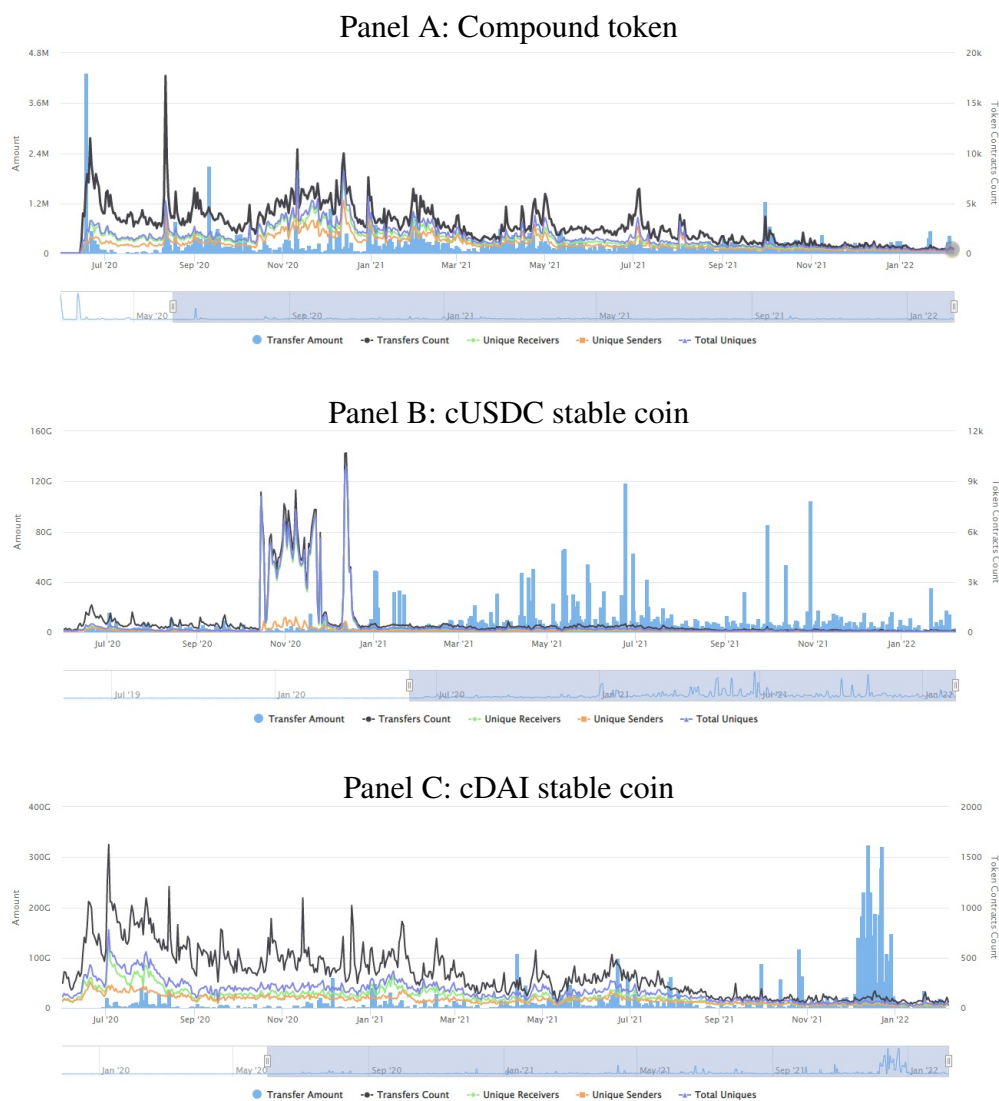 Panel A: Compound token
4.8M 20k
3.6M 15k
2.4M 10k
1.2M 5k
0 0
Amount
Token Contracts Count
Jul '20 Sep '20 Nov '20 Jan '21 Mar '21 May '21 Jul '21 Sep '21 Nov '21 Jan '22
May '20 Sep '20 Jan '21 May '21 Sep '21 Jan '22
Transfer Amount Transfers Count Unique Receivers Unique Senders Total Uniques
Panel B: cUSDC stable coin
160G 12k
120G 9k
80G 6k
40G 3k
0 0
Amount
Token Contracts Count
Jul '20 Sep '20 Nov '20 Jan '21 Mar '21 May '21 Jul '21 Sep '21 Nov '21 Jan '22
Jul '19 Jan '20 Jul '20 Jan '21 Jul '21 Jan '22
Transfer Amount Transfers Count Unique Receivers Unique Senders Total Uniques
Panel C: cDAI stable coin
400G 2000
300G 1500
200G 1000
100G 500
0 0
Amount
Token Contracts Count
Jul '20 Sep '20 Nov '20 Jan '21 Mar '21 May '21 Jul '21 Sep '21 Nov '21 Jan '22
Jan '20 May '20 Sep '20 Jan '21 May '21 Sep '21 Jan '22
Transfer Amount Transfers Count Unique Receivers Unique Senders Total Uniques